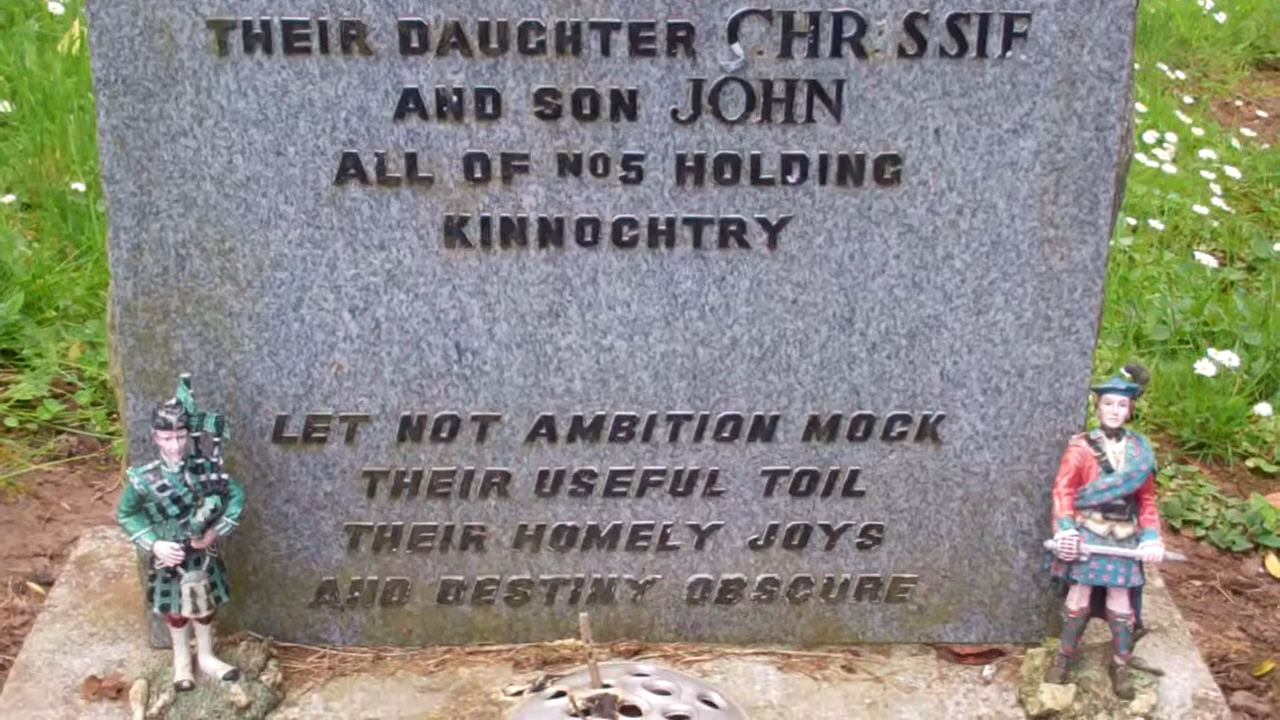 THEIR DAUGHTER CHRISSIE
AND SON JOHN
ALL OF No5 HOLDING
KINNOCHTRY
LET NOT AMBITION MOCK
THEIR USEFUL TOIL
THEIR HOMELY JOYS
AND DESTINY OBSCURE